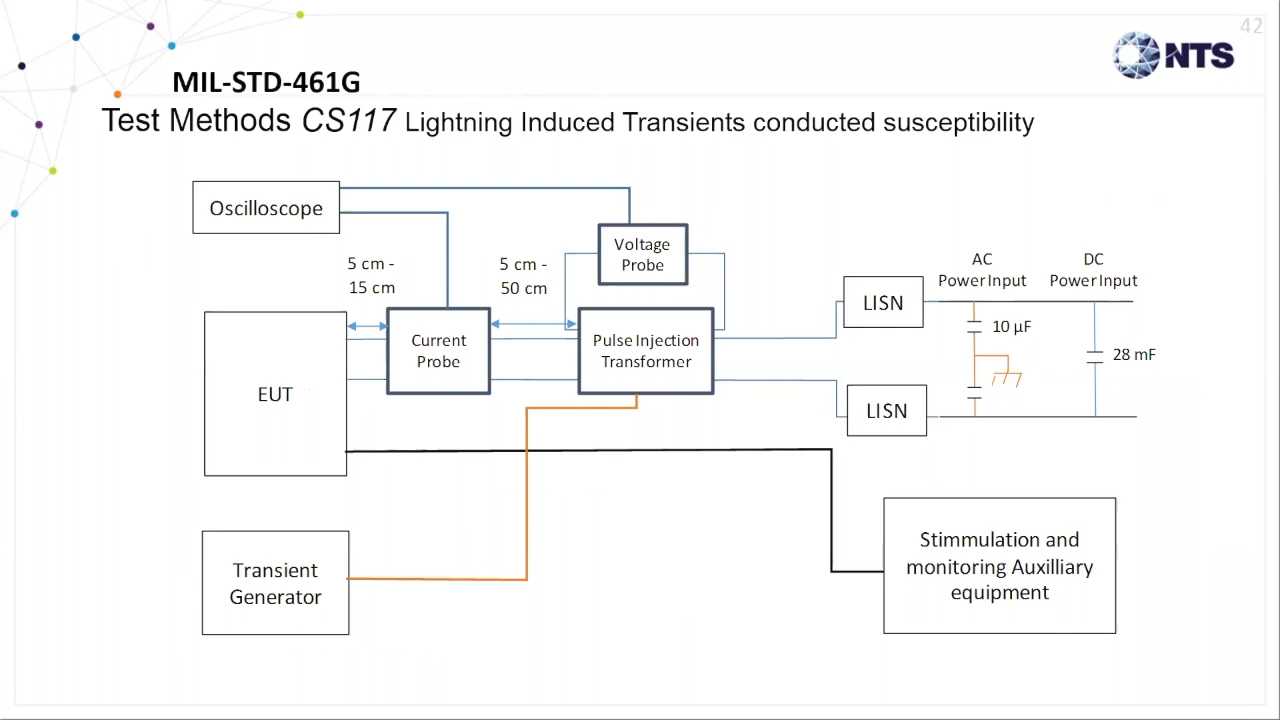 42
NTS
MIL-STD-461G
Test Methods CS117 Lightning Induced Transients conducted susceptibility
Oscilloscope
Voltage
Probe
5 cm -
15 cm
5 cm -
50 cm
AC
Power Input
DC
Power Input
LISN
10 µF
28 mF
Current
Probe
Pulse Injection
Transformer
EUT
LISN
Transient
Generator
Stimmulation and
monitoring Auxilliary
equipment